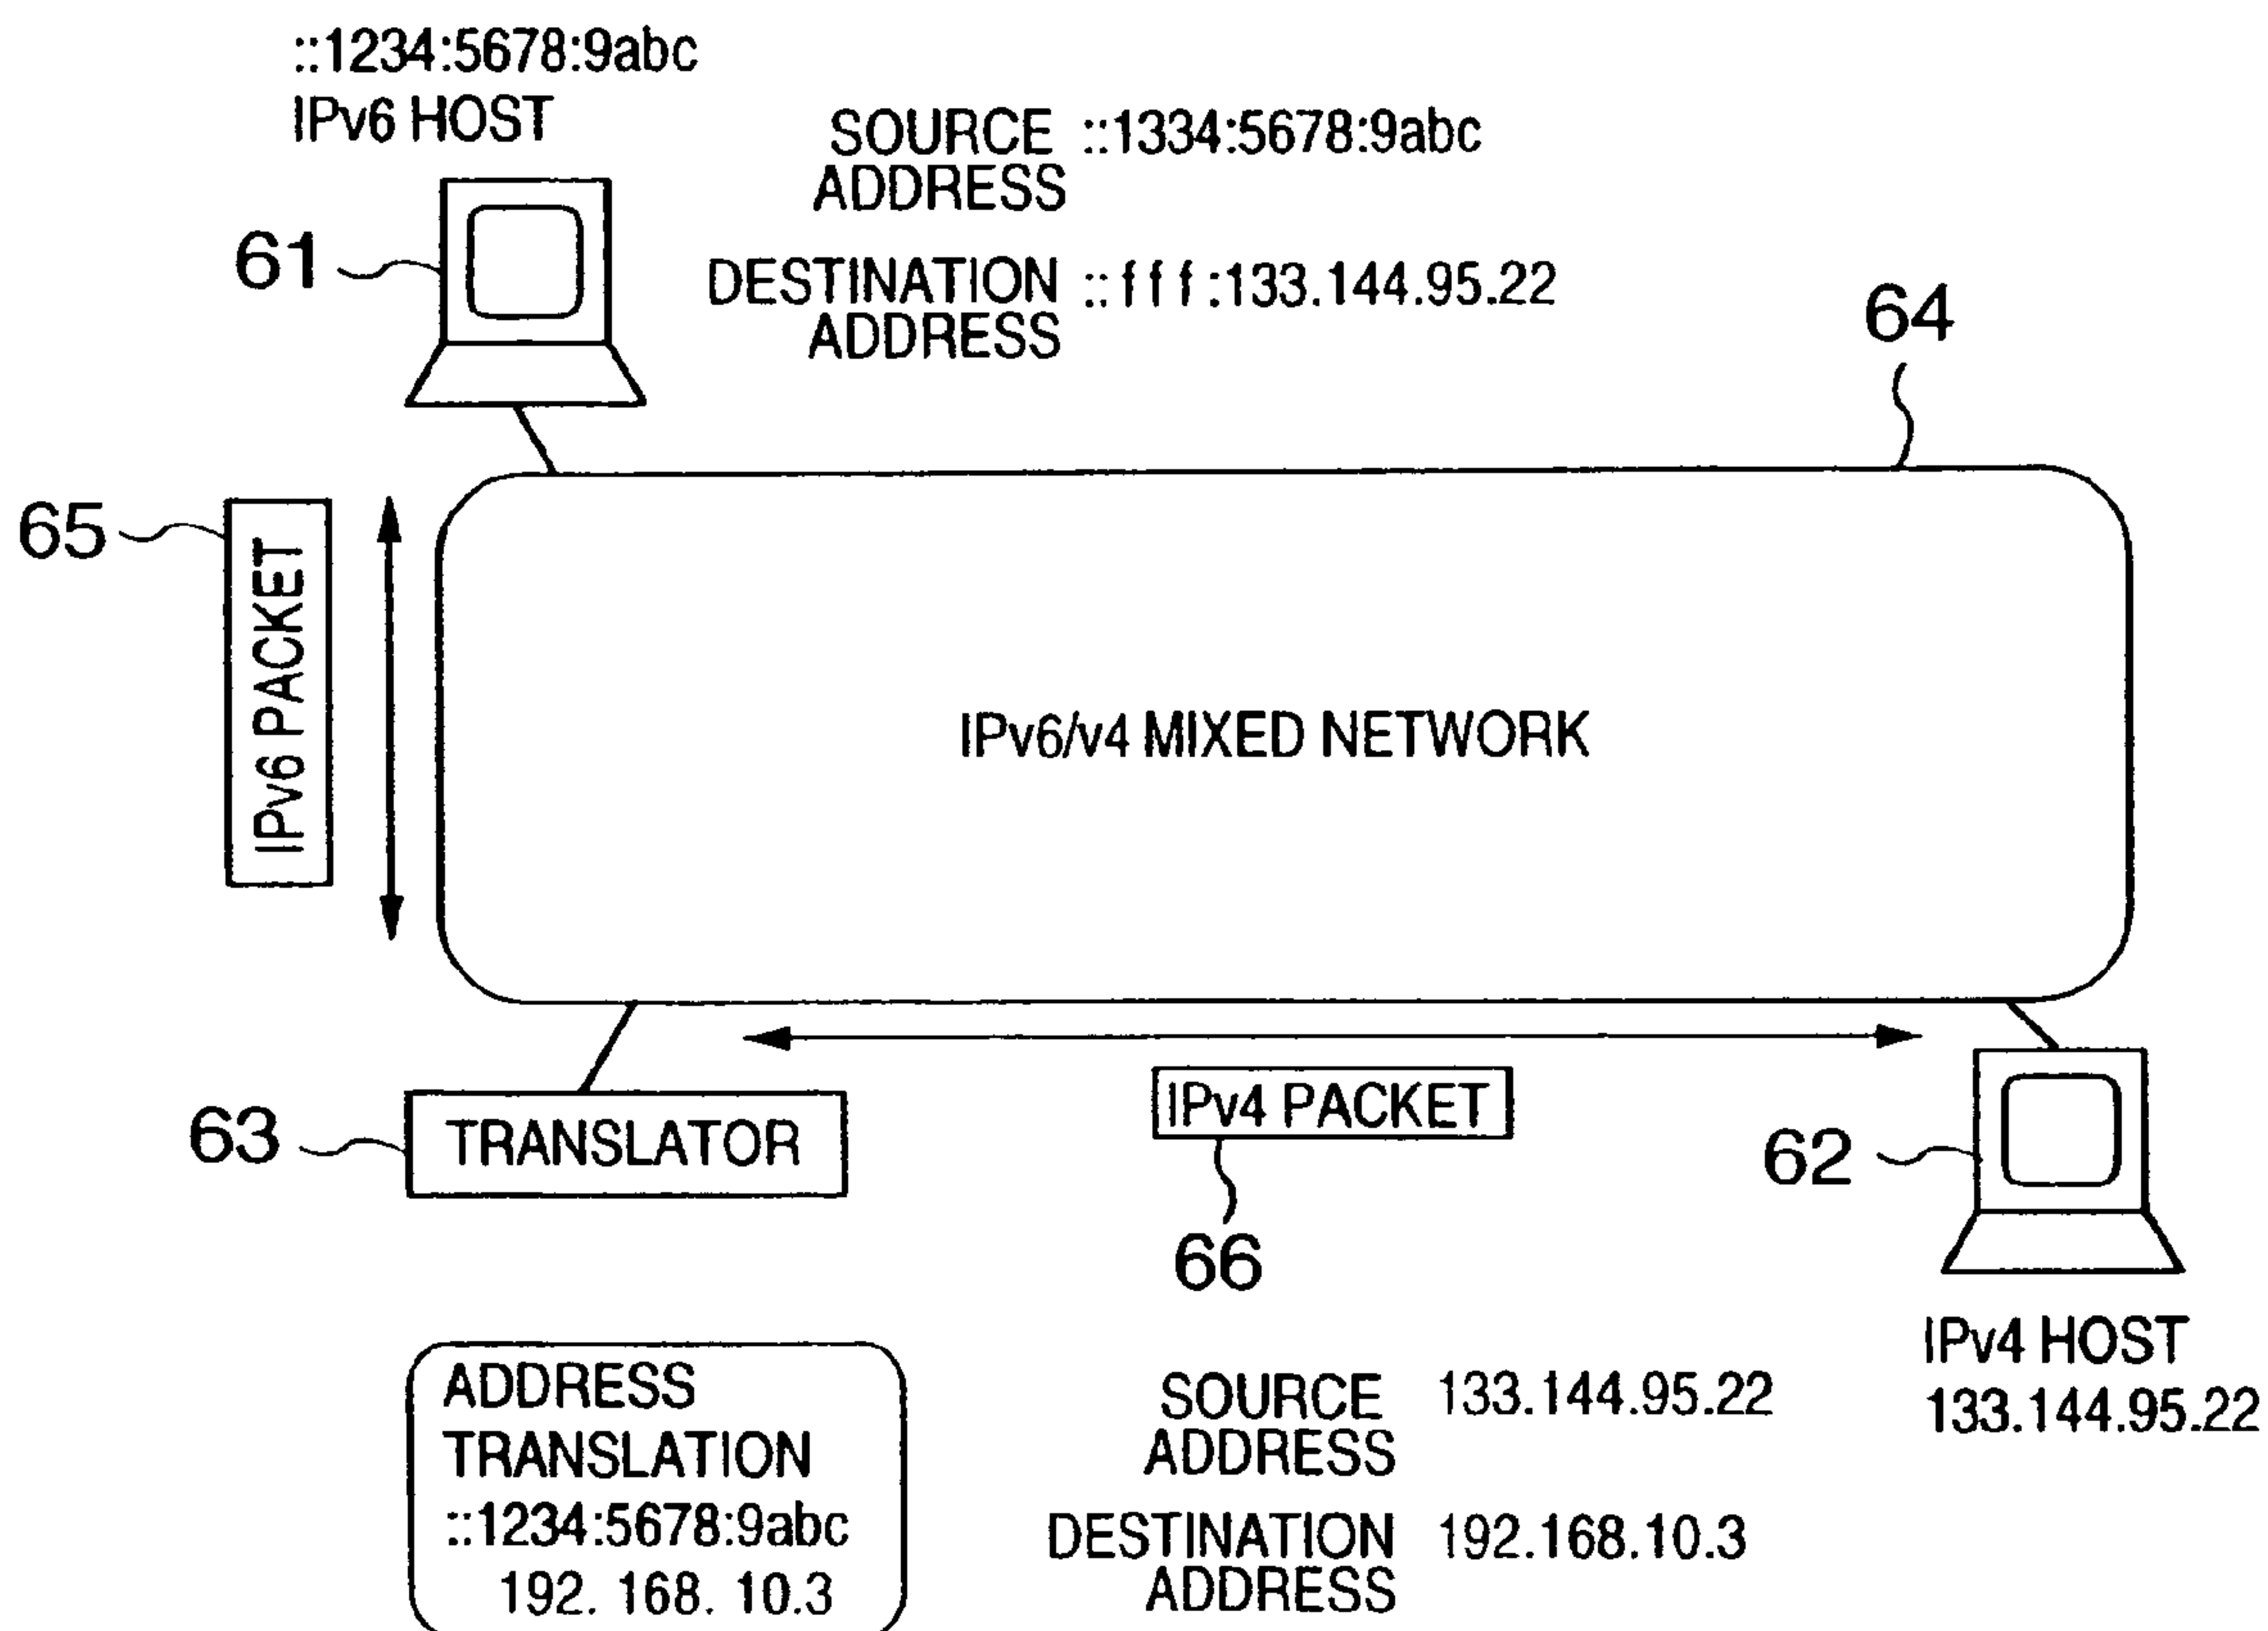 ::1234:5678:9abc
IPv6 HOST
SOURCE ::1334:5678:9abc
ADDRESS
61
DESTINATION ::fff:133.144.95.22
ADDRESS
64
65
IPv6 PACKET
IPv6/v4 MIXED NETWORK
63
TRANSLATOR
IPv4 PACKET
62
66
IPv4 HOST
133.144.95.22
ADDRESS
TRANSLATION
::1234:5678:9abc
192. 168. 10.3
SOURCE 133.144.95.22
ADDRESS
DESTINATION 192.168.10.3
ADDRESS